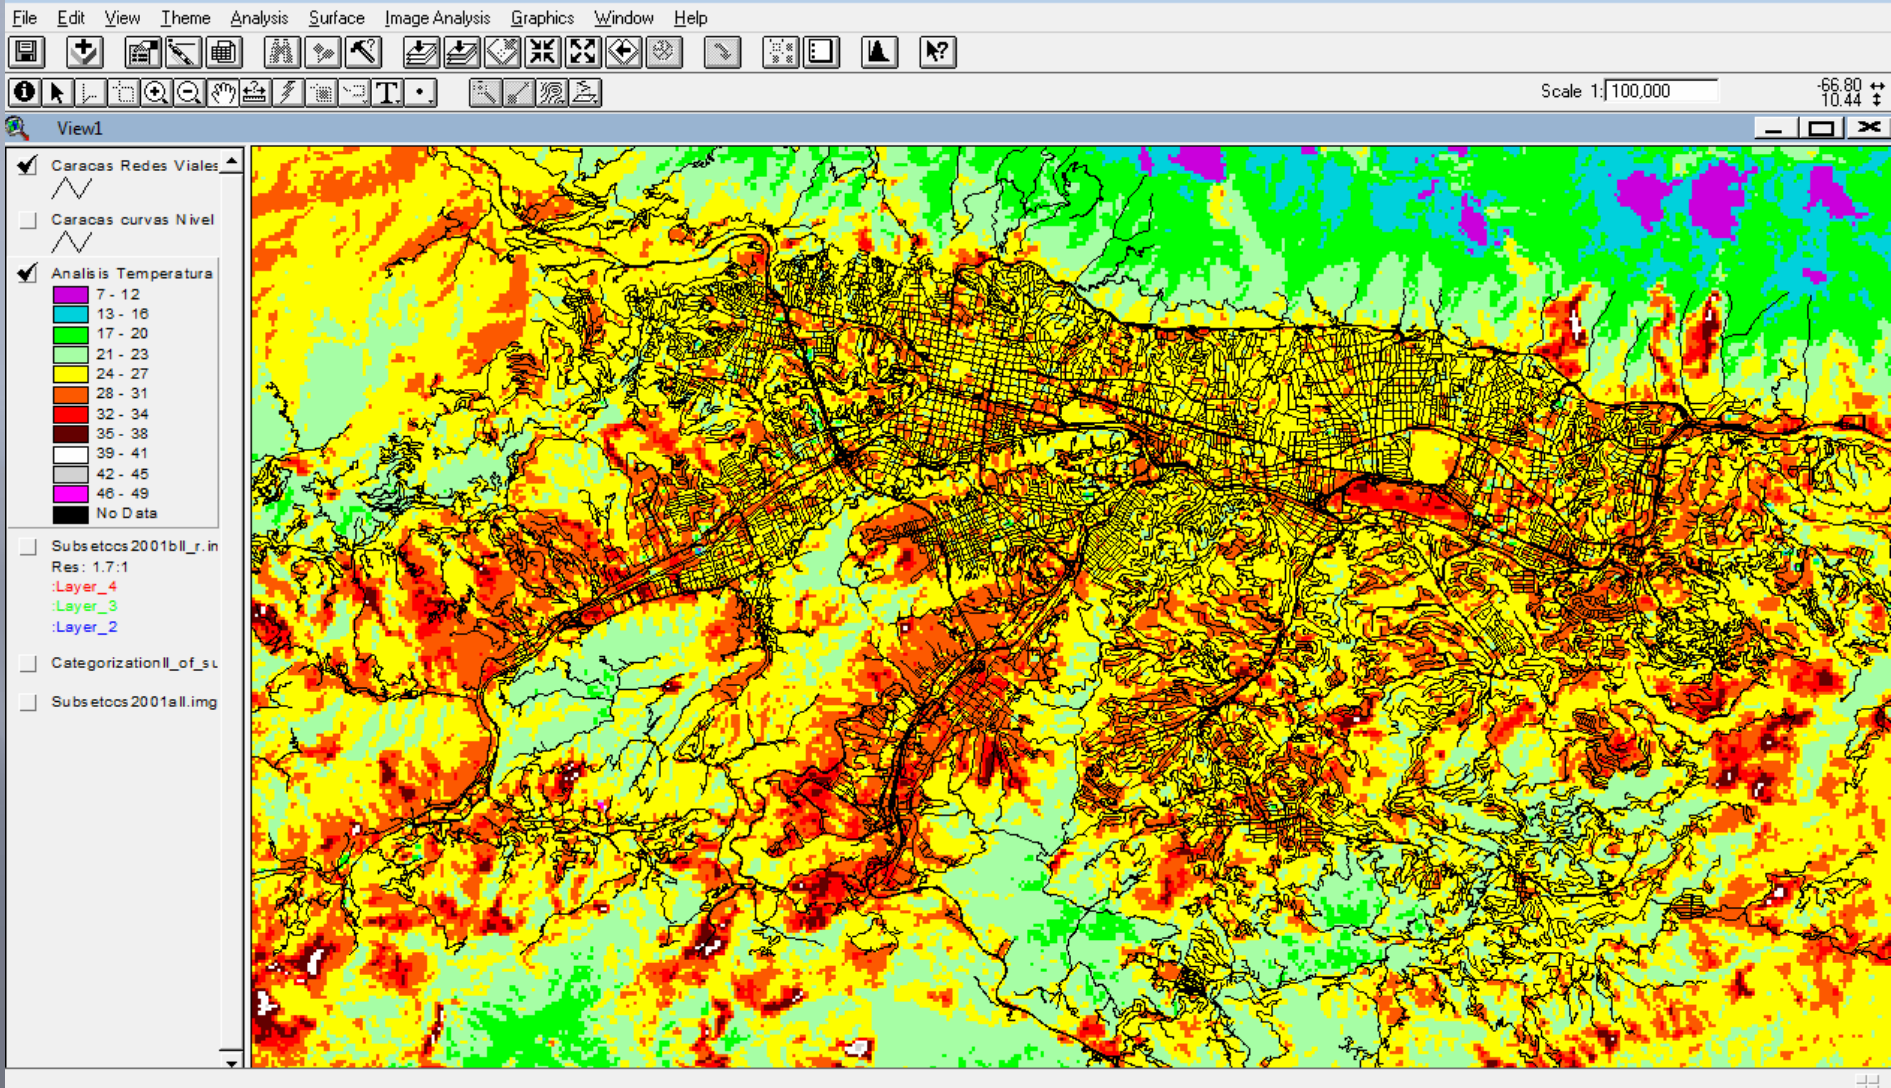 File Edit View Theme Analysis Surface Image Analysis Graphics Window Help
Scale 1: 100,000
-66.80
10.44
View1
Caracas Redes Viales
Caracas curvas Nivel
Analisis Temperatura
7 - 12
13 - 16
17 - 20
21 - 23
24 - 27
28 - 31
32 - 34
35 - 38
39 - 41
42 - 45
46 - 49
No Data
Subsetccs2001bII_r.in
Res: 1.7:1
:Layer_4
:Layer_3
:Layer_2
CategorizationII_of_su
Subsetccs2001all.img